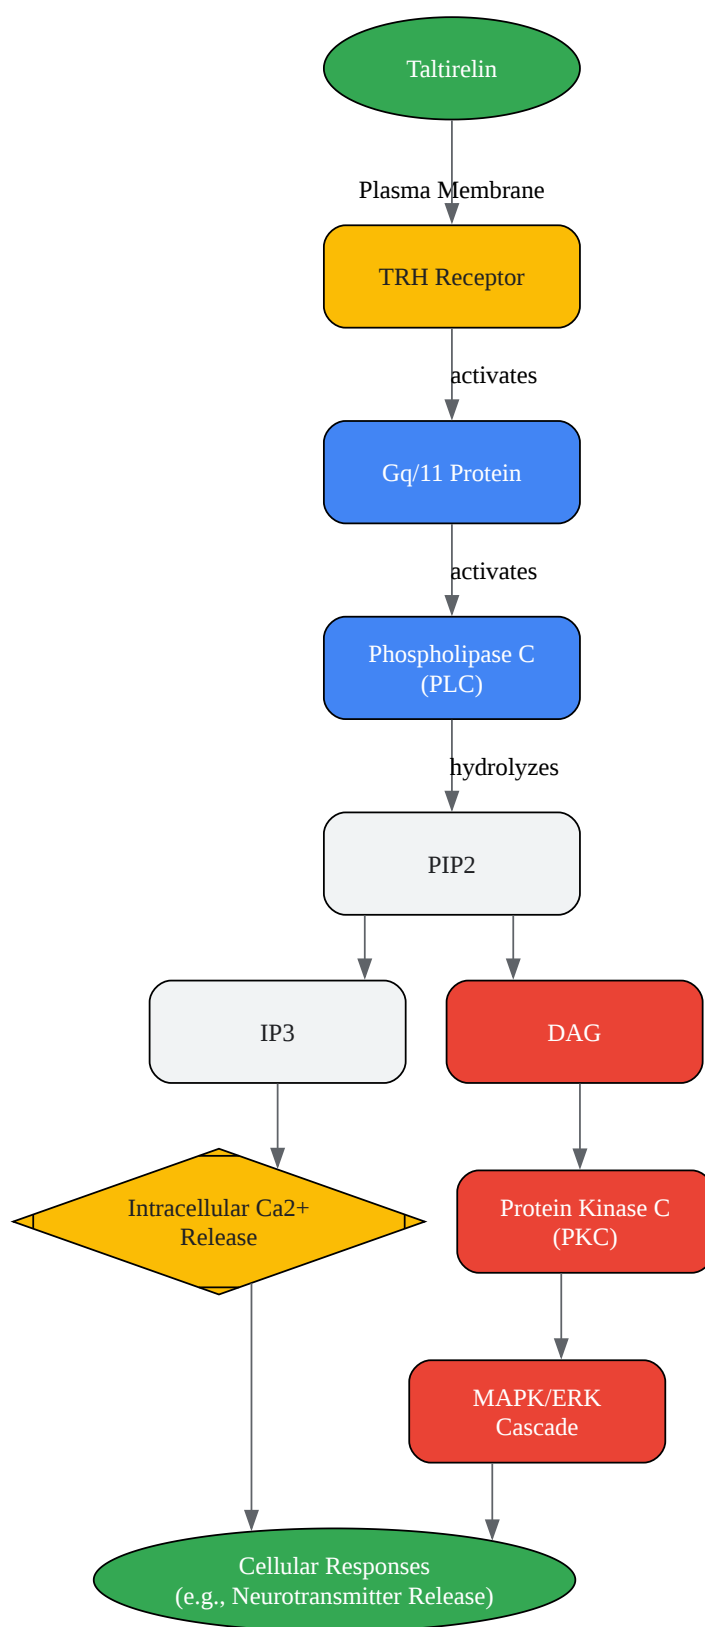 Taltirelin
Plasma Membrane
TRH Receptor
activates
Gq/11 Protein
activates
Phospholipase C
(PLC)
hydrolyzes
PIP2
IP3
DAG
Intracellular Ca2+
Release
Protein Kinase C
(PKC)
MAPK/ERK
Cascade
Cellular Responses
(e.g., Neurotransmitter Release)